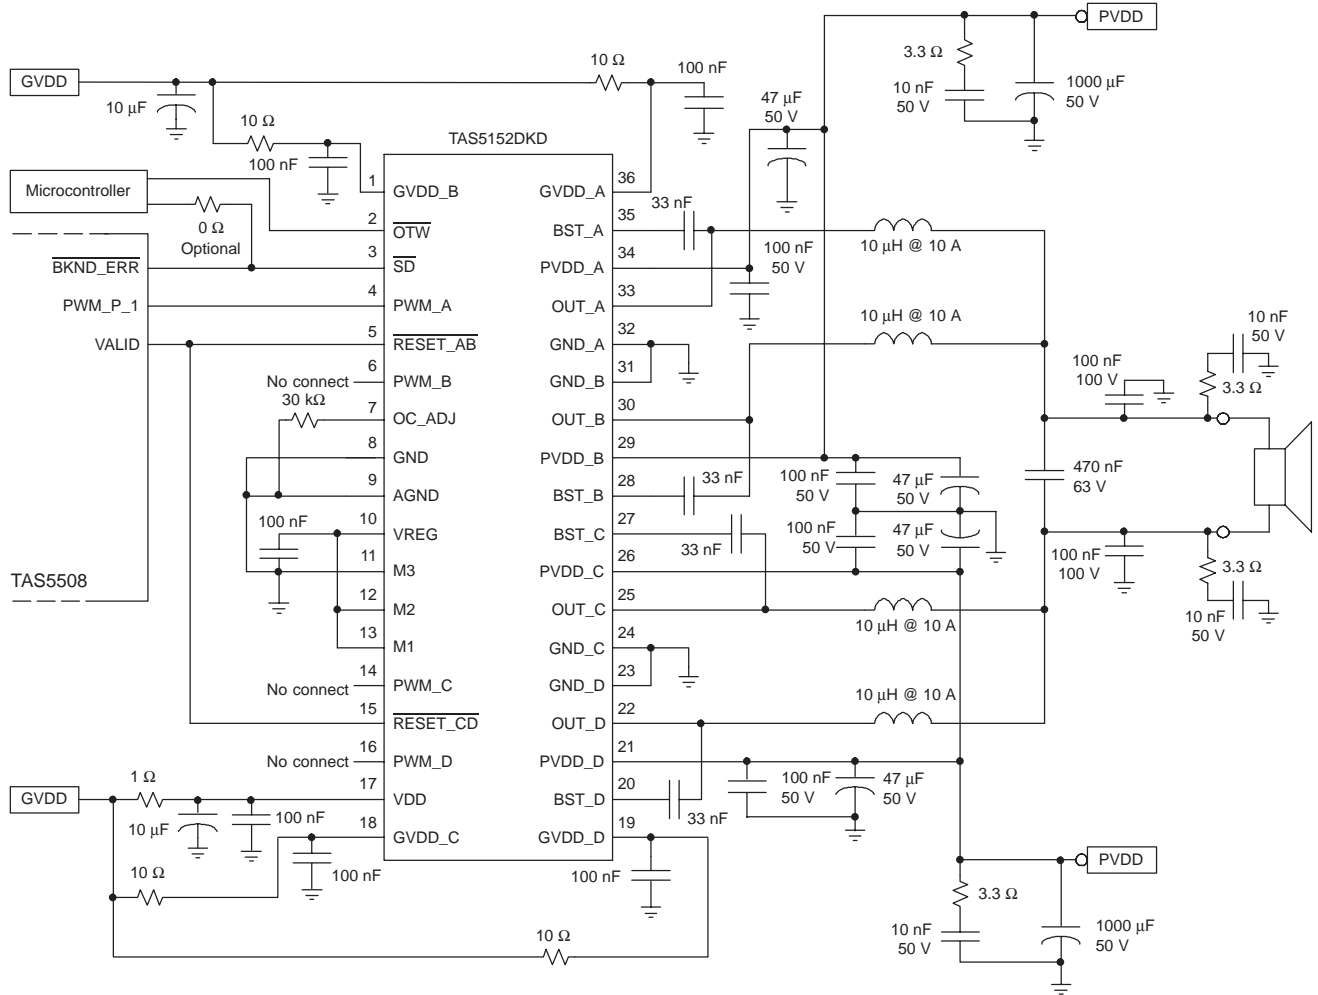 PVDD
3.3 Ω
10 nF
50 V
1000 µF
50 V
GVDD
10 µF
10 Ω
100 nF
47 µF
50 V
10 Ω
100 nF
TAS5152DKD
Microcontroller
0 Ω
Optional
BKND_ERR
PWM_P_1
VALID
TAS5508
1
GVDD_B
2
OTW
3
SD
4
PWM_A
5
RESET_AB
6
No connect
PWM_B
30 kΩ
7
OC_ADJ
8
GND
9
AGND
100 nF
10
VREG
11
M3
12
M2
13
M1
14
No connect
PWM_C
15
RESET_CD
16
No connect
PWM_D
17
VDD
18
GVDD_C
36
GVDD_A
35
BST_A
34
PVDD_A
33
OUT_A
32
GND_A
31
GND_B
30
OUT_B
29
PVDD_B
28
BST_B
27
BST_C
26
PVDD_C
25
OUT_C
24
GND_C
23
GND_D
22
OUT_D
21
PVDD_D
20
BST_D
19
GVDD_D
33 nF
100 nF
50 V
10 µH @ 10 A
10 µH @ 10 A
33 nF
33 nF
100 nF
50 V
47 µF
50 V
100 nF
50 V
47 µF
50 V
10 µH @ 10 A
10 µH @ 10 A
100 nF
100 V
10 nF
50 V
3.3 Ω
470 nF
63 V
100 nF
100 V
3.3 Ω
10 nF
50 V
100 nF
50 V
47 µF
50 V
33 nF
GVDD
1 Ω
10 µF
100 nF
10 Ω
100 nF
100 nF
10 Ω
PVDD
3.3 Ω
10 nF
50 V
1000 µF
50 V